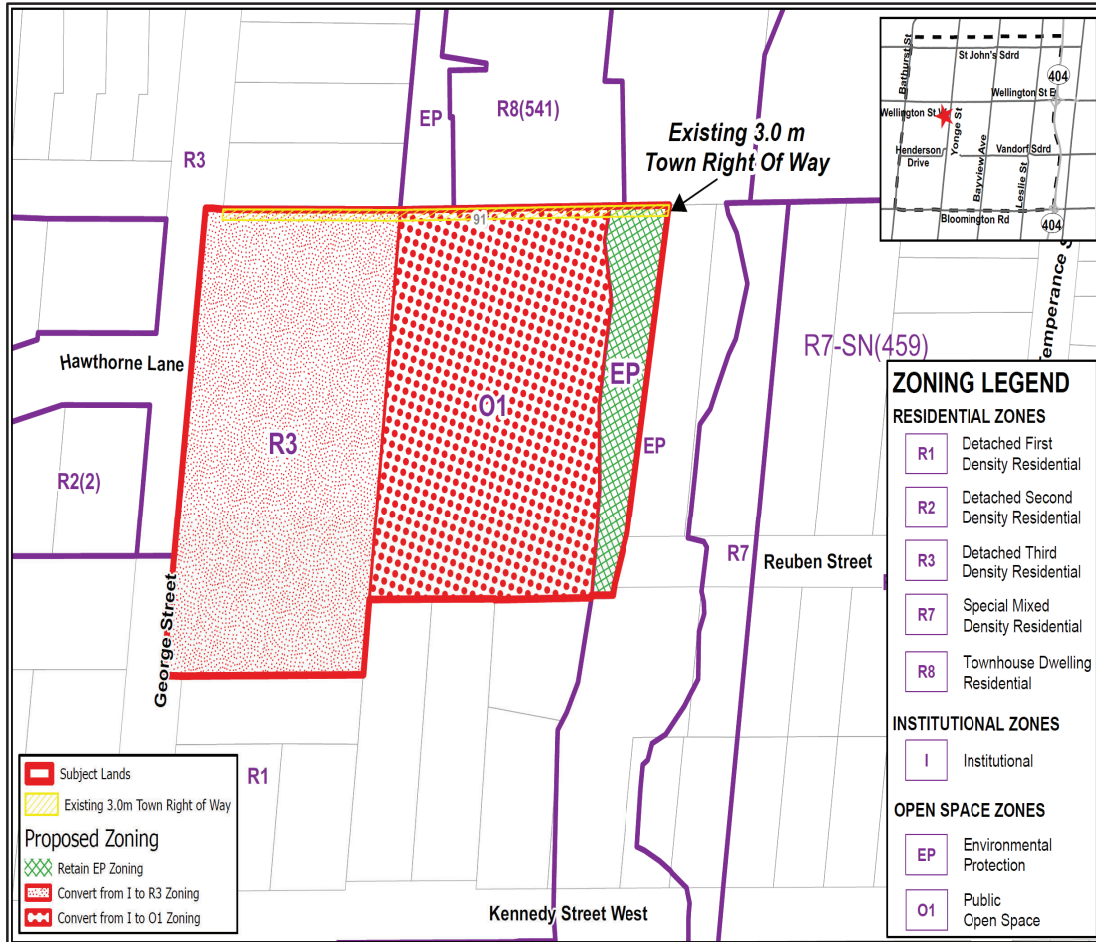 R3
EP
R8(541)
Existing 3.0 m
Town Right Of Way
91
Bathurst St
St John's Sdrd
404
Wellington St E
Yonge St
Henderson
Drive
Vandorf Sdrd
Bayview Ave
Leslie St
Bloomington Rd
404
Temperance
Hawthorne Lane
R2(2)
R3
O1
EP
EP
R7-SN(459)
R7
Reuben Street
George Street
R1
Kennedy Street West
Subject Lands
Existing 3.0m Town Right of Way
Proposed Zoning
Retain EP Zoning
Convert from I to R3 Zoning
Convert from I to O1 Zoning
ZONING LEGEND
RESIDENTIAL ZONES
R1 Detached First
Density Residential
R2 Detached Second
Density Residential
R3 Detached Third
Density Residential
R7 Special Mixed
Density Residential
R8 Townhouse Dwelling
Residential
INSTITUTIONAL ZONES
I Institutional
OPEN SPACE ZONES
EP Environmental
Protection
O1 Public
Open Space